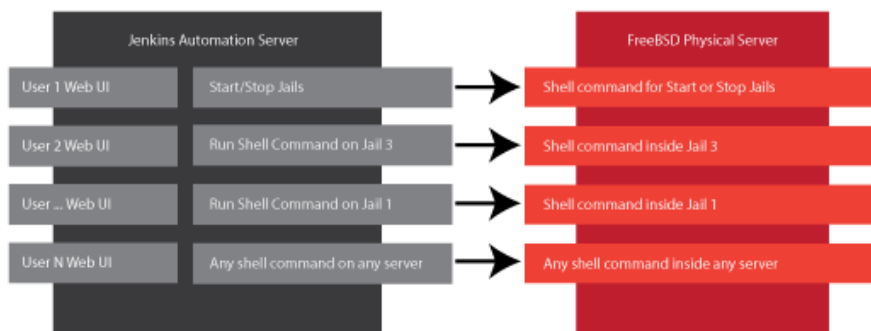 Jenkins Automation Server
FreeBSD Physical Server
User 1 Web UI
Start/Stop Jails
Shell command for Start or Stop Jails
User 2 Web UI
Run Shell Command on Jail 3
Shell command inside Jail 3
User ... Web UI
Run Shell Command on Jail 1
Shell command inside Jail 1
User N Web UI
Any shell command on any server
Any shell command inside any server